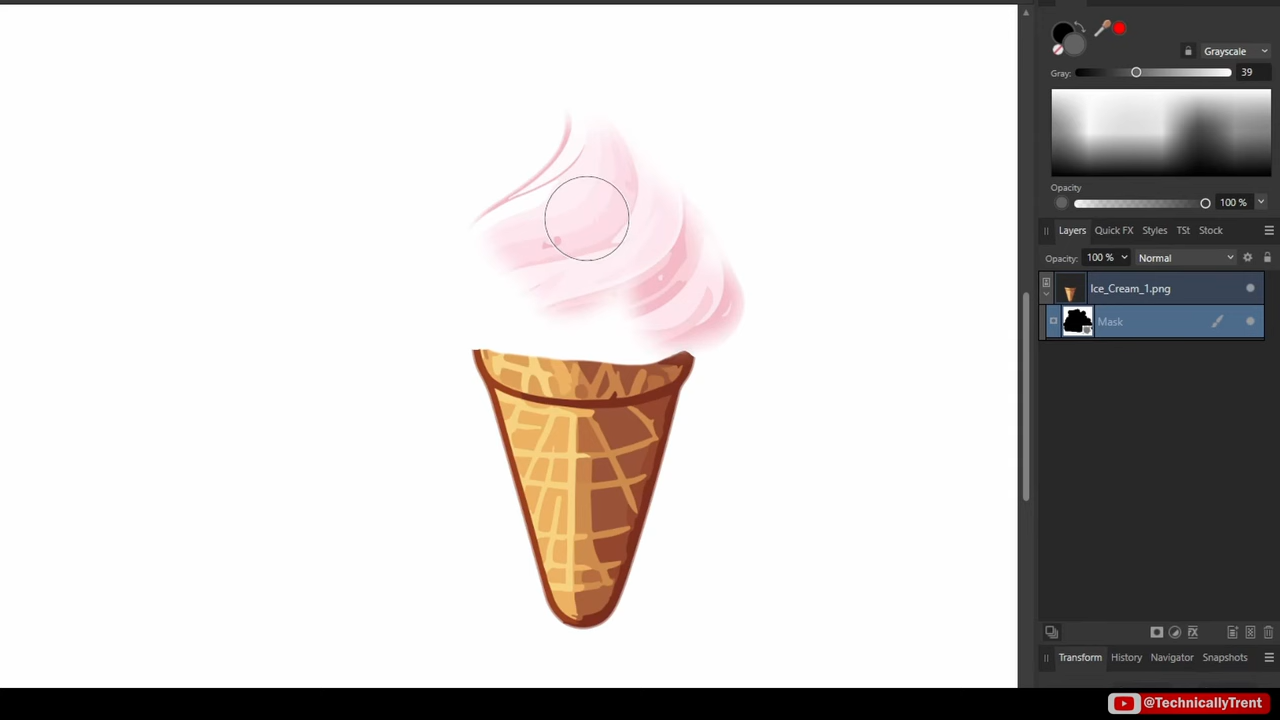 Grayscale
Gray: 39
Opacity
100 %
Layers Quick FX Styles TSt Stock
Opacity: 100 % Normal
Ice_Cream_1.png
Mask
Transform History Navigator Snapshots
@TechnicallyTrent